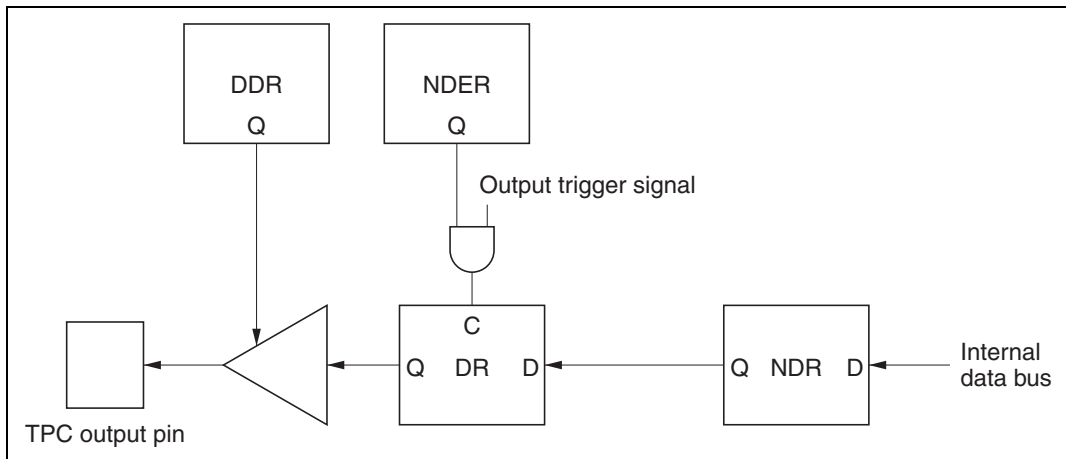 DDR
Q
NDER
Q
Output trigger signal
C
Q DR D
Q NDR D
Internal
data bus
TPC output pin